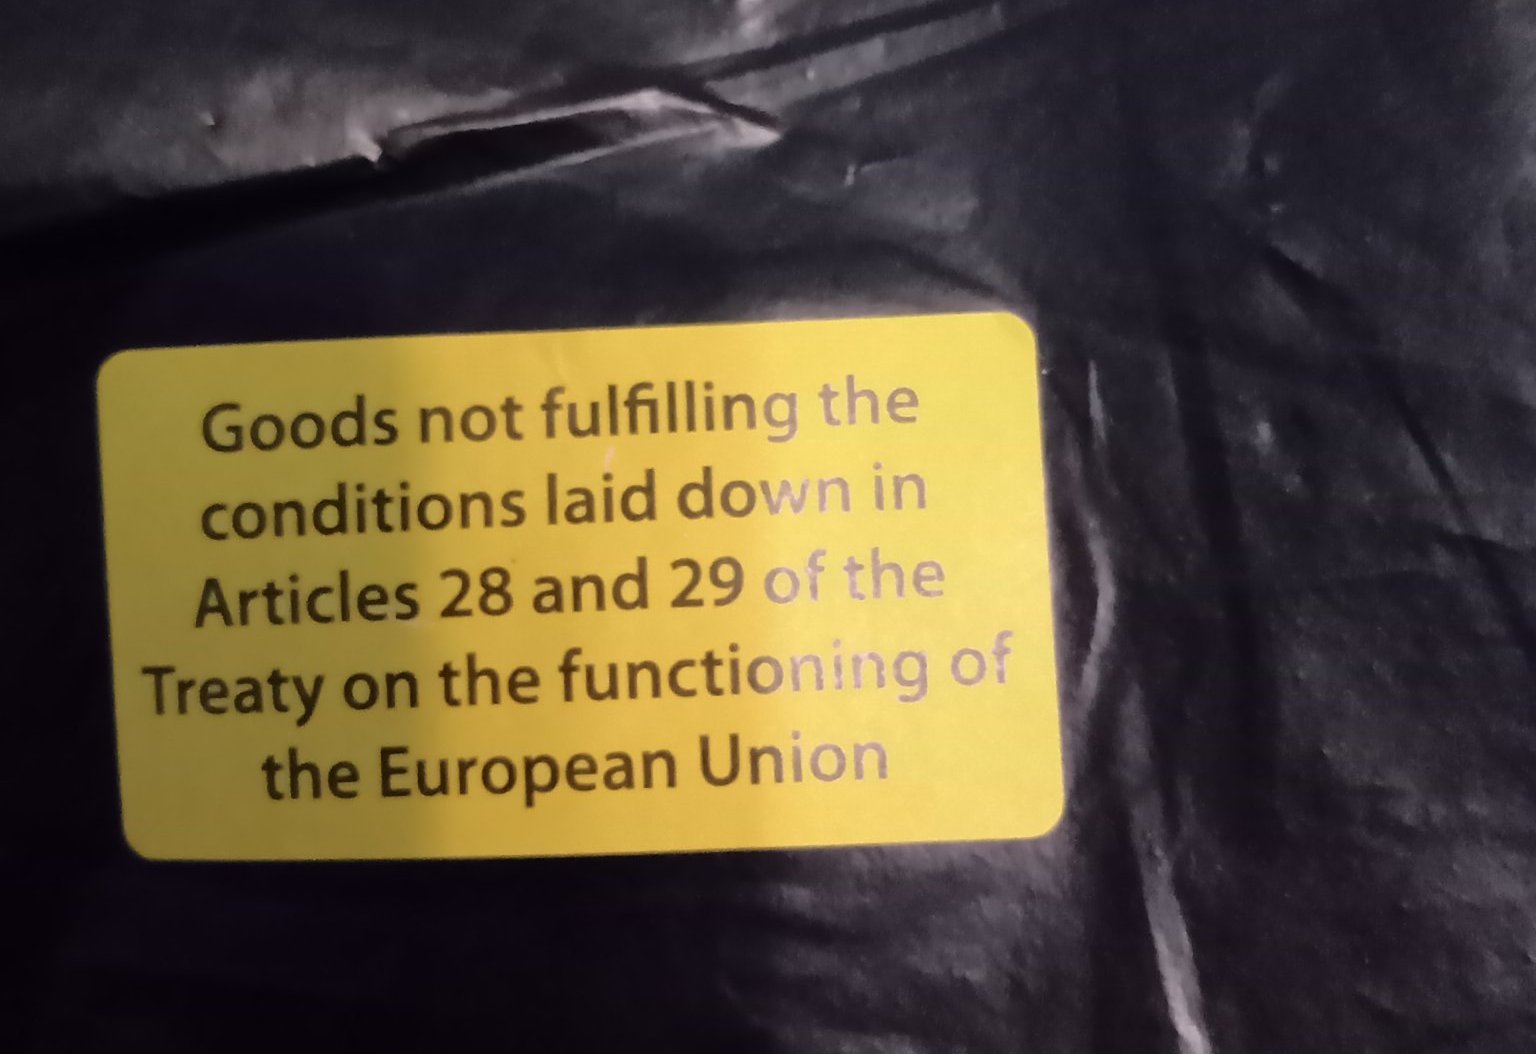 Goods not fulfilling the
conditions laid down in
Articles 28 and 29 of the
Treaty on the functioning of
the European Union